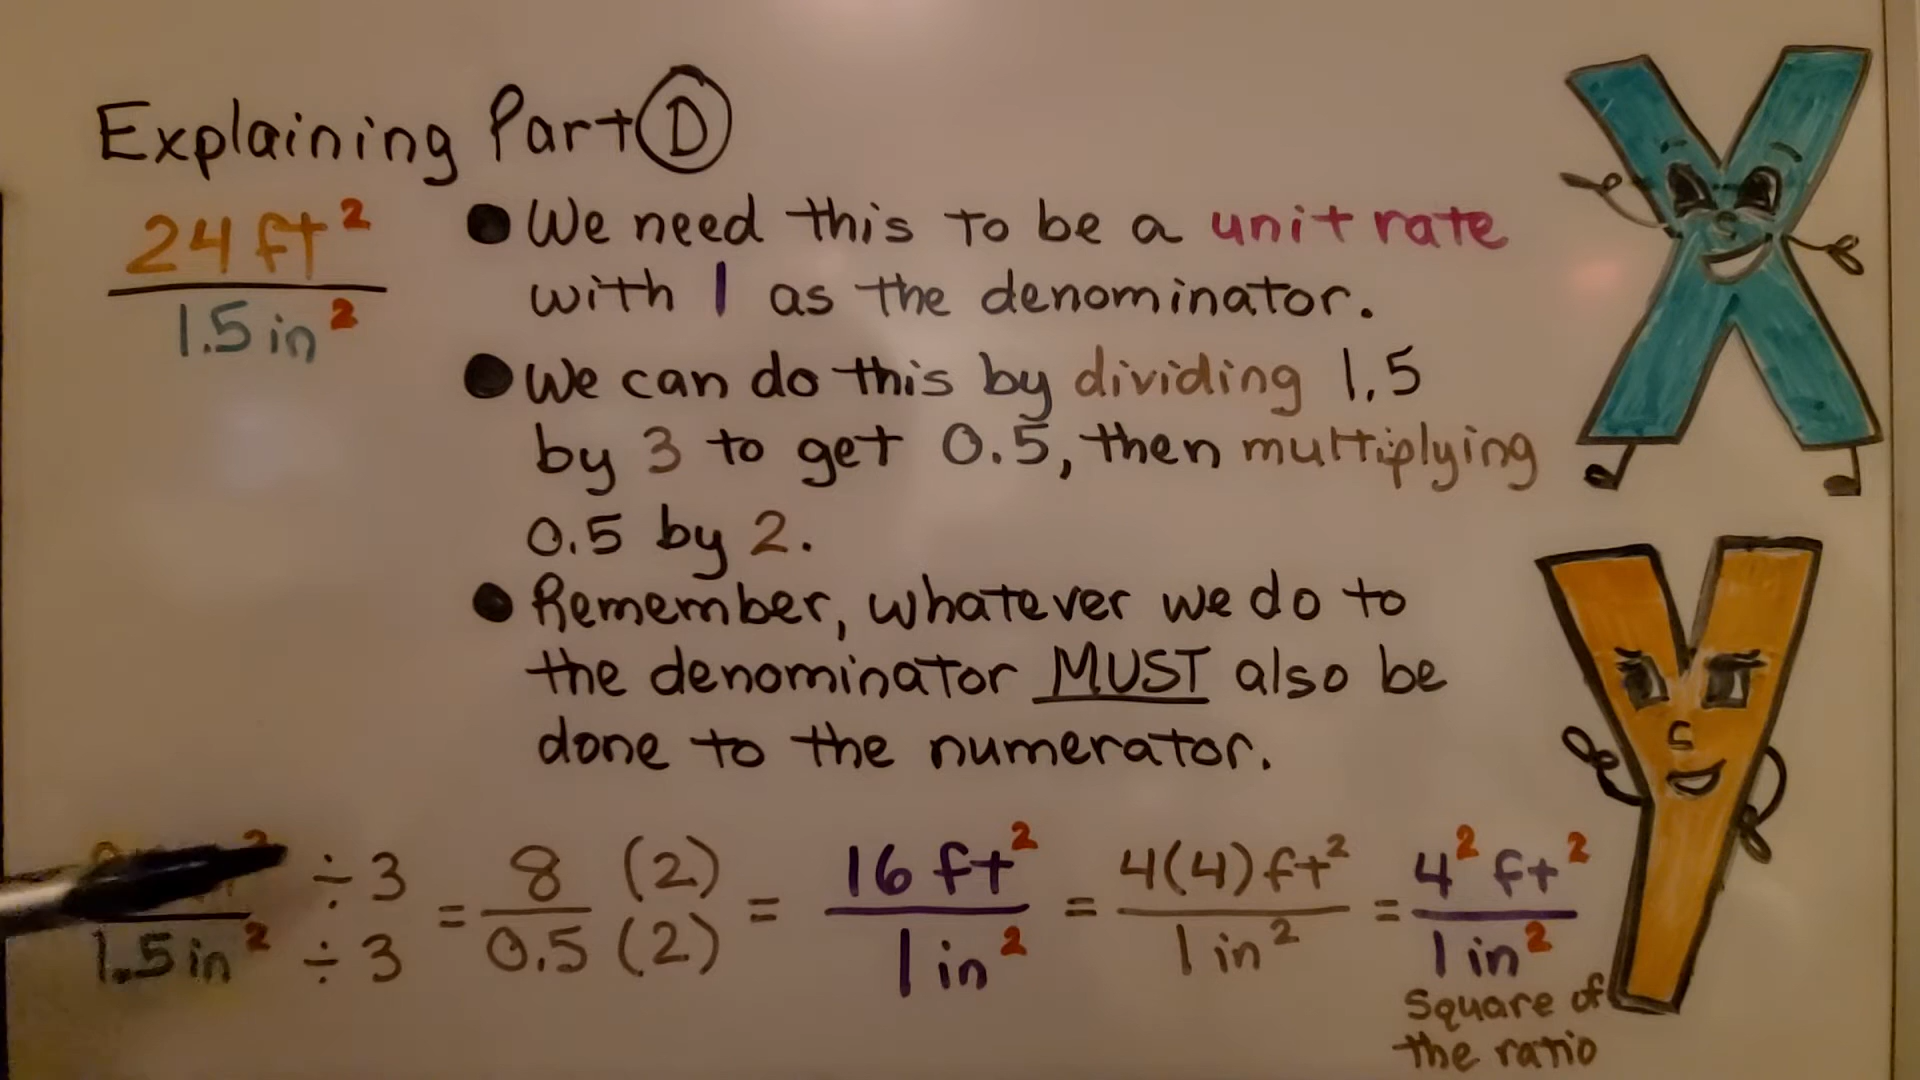 Explaining Part D
24 ft²
1.5 in²
● We need this to be a unit rate
with 1 as the denominator.
● We can do this by dividing 1.5
by 3 to get 0.5, then multiplying
0.5 by 2.
● Remember, whatever we do to
the denominator MUST also be
done to the numerator.
² ÷ 3 = 8 (2) = 16 ft² = 4(4) ft² = 4² ft²
1.5 in² ÷ 3 0.5 (2) 1 in² 1 in² 1 in²
Square of
the ratio